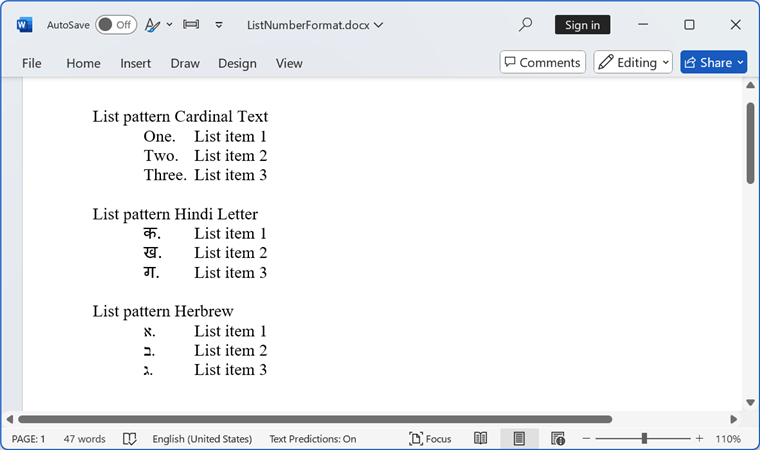 AutoSave Off ListNumberFormat.docx Sign in
File Home Insert Draw Design View Comments Editing Share
List pattern Cardinal Text
One. List item 1
Two. List item 2
Three. List item 3
List pattern Hindi Letter
क. List item 1
ख. List item 2
ग. List item 3
List pattern Herbrew
א. List item 1
ב. List item 2
ג. List item 3
PAGE: 1 47 words English (United States) Text Predictions: On Focus 110%